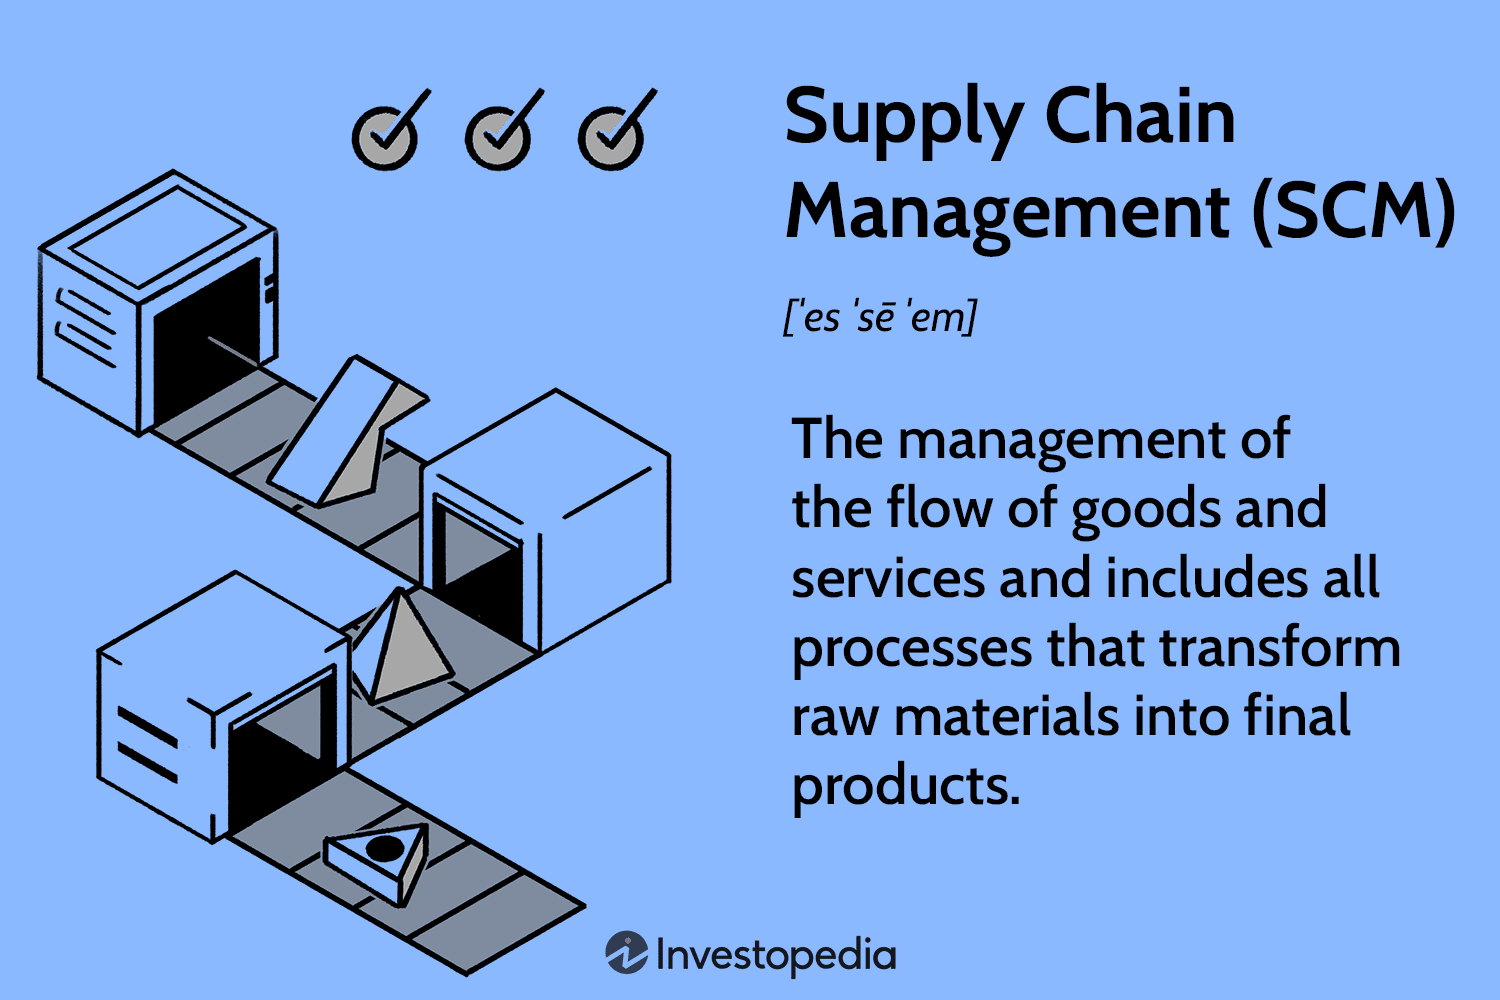 Supply Chain
Management (SCM)
[ˈes ˈsē ˈem]
The management of
the flow of goods and
services and includes all
processes that transform
raw materials into final
products.
Investopedia